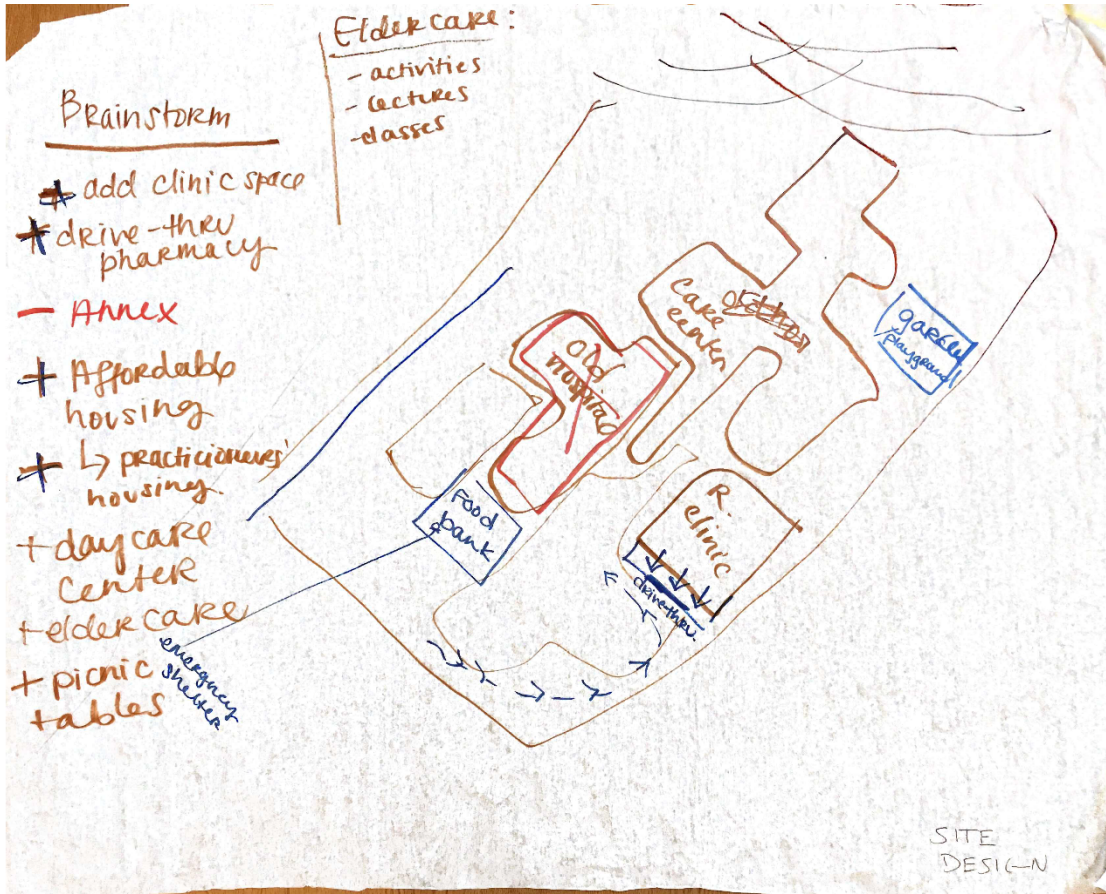 Elder care:
- activities
- lectures
- classes
Brainstorm
+ add clinic space
+ drive-thru
pharmacy
- Annex
+ Affordable
housing
+ ↳ practicioners'
housing.
+ daycare
center
+ elder care
+ picnic
tables
emergency
shelter
old
hospital
care
center
garden
playground
Food
bank
R.
clinic
drive-thru.
SITE
DESIGN